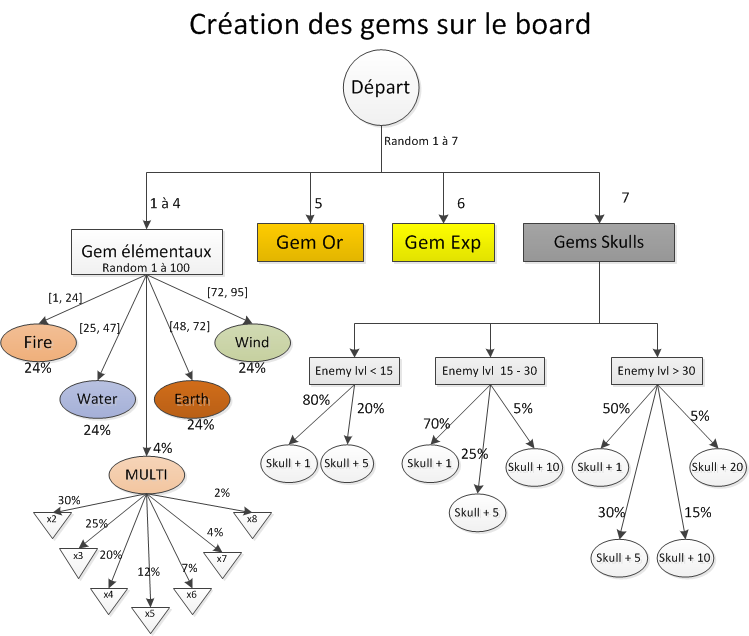 Création des gems sur le board
Départ
Random 1 à 7
1 à 4
5
6
7
Gem élémentaux
Random 1 à 100
Gem Or
Gem Exp
Gems Skulls
[1, 24]
[25, 47]
[48, 72]
[72, 95]
Fire
24%
Water
24%
Earth
24%
Wind
24%
4%
MULTI
30%
25%
20%
12%
7%
4%
2%
x2
x3
x4
x5
x6
x7
x8
Enemy lvl < 15
80%
20%
Skull + 1
Skull + 5
Enemy lvl 15 - 30
70%
25%
5%
Skull + 1
Skull + 5
Skull + 10
Enemy lvl > 30
50%
30%
15%
5%
Skull + 1
Skull + 5
Skull + 10
Skull + 20